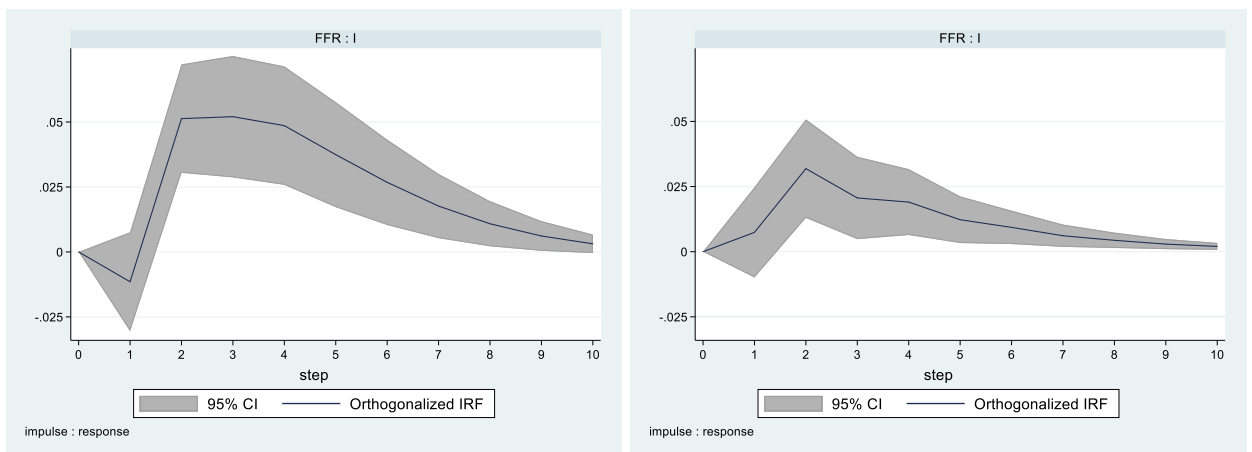 FFR : I
.05
.025
0
-.025
0 1 2 3 4 5 6 7 8 9 10
step
95% CI Orthogonalized IRF
impulse : response
FFR : I
.05
.025
0
-.025
0 1 2 3 4 5 6 7 8 9 10
step
95% CI Orthogonalized IRF
impulse : response